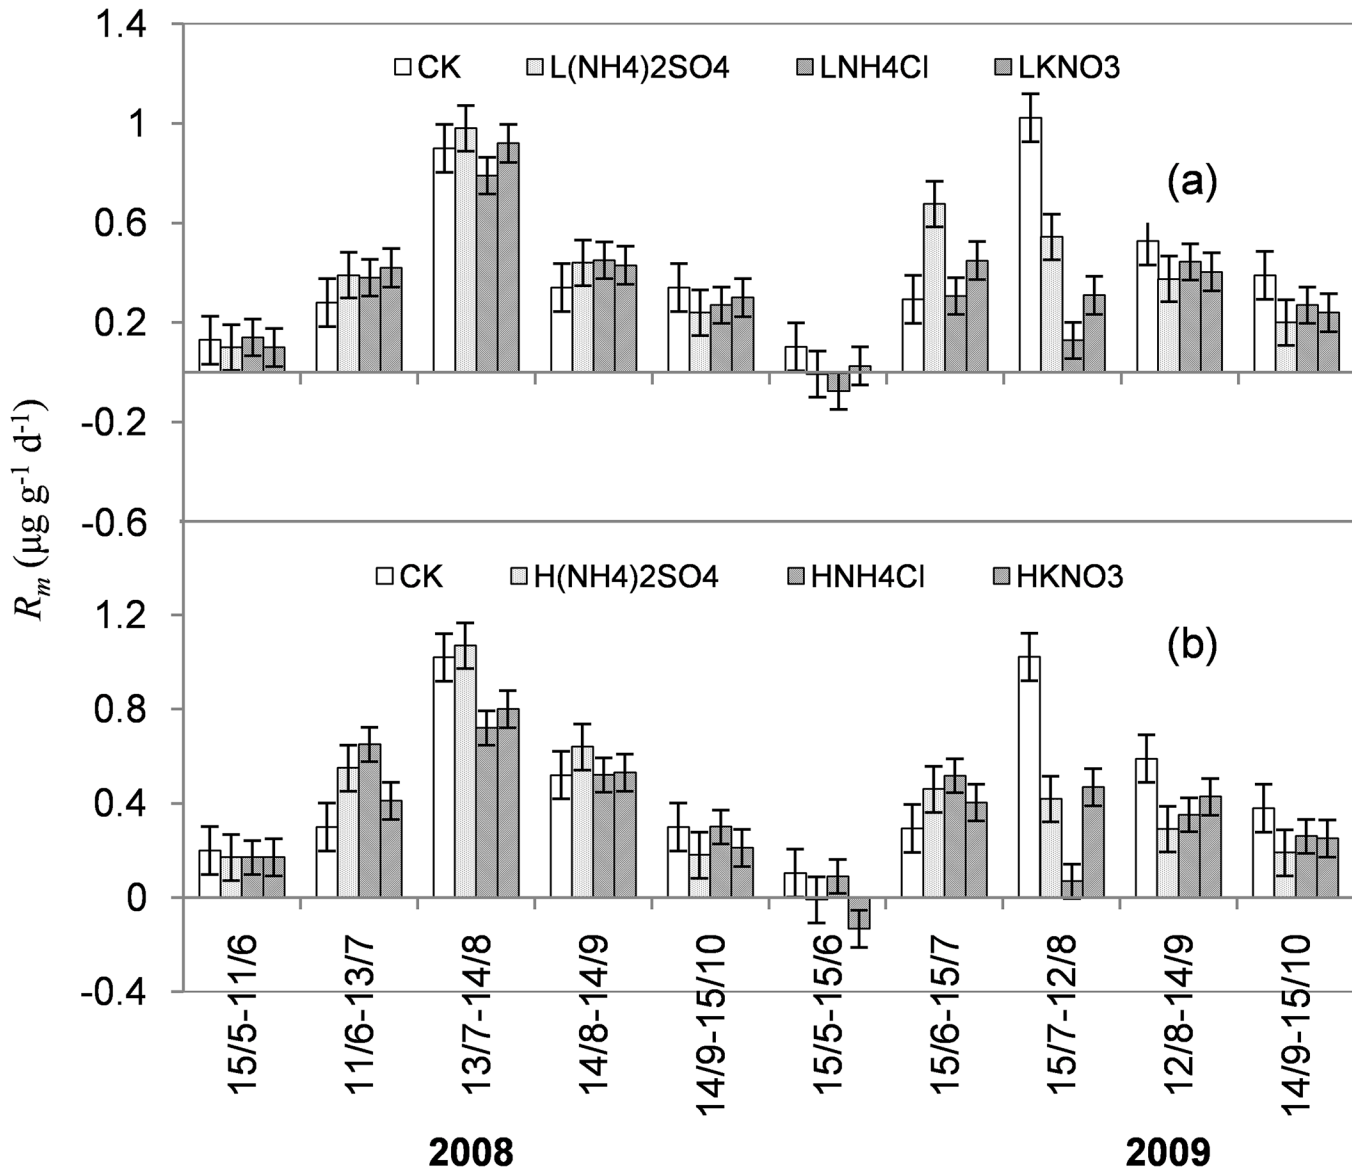 1.4
CK L(NH4)2SO4 LNH4Cl LKNO3
1
(a)
0.6
0.2
-0.2
-0.6
Rm (µg g-1 d-1)
CK H(NH4)2SO4 HNH4Cl HKNO3
1.2
(b)
0.8
0.4
0
-0.4
15/5-11/6 11/6-13/7 13/7-14/8 14/8-14/9 14/9-15/10 15/5-15/6 15/6-15/7 15/7-12/8 12/8-14/9 14/9-15/10
2008 2009